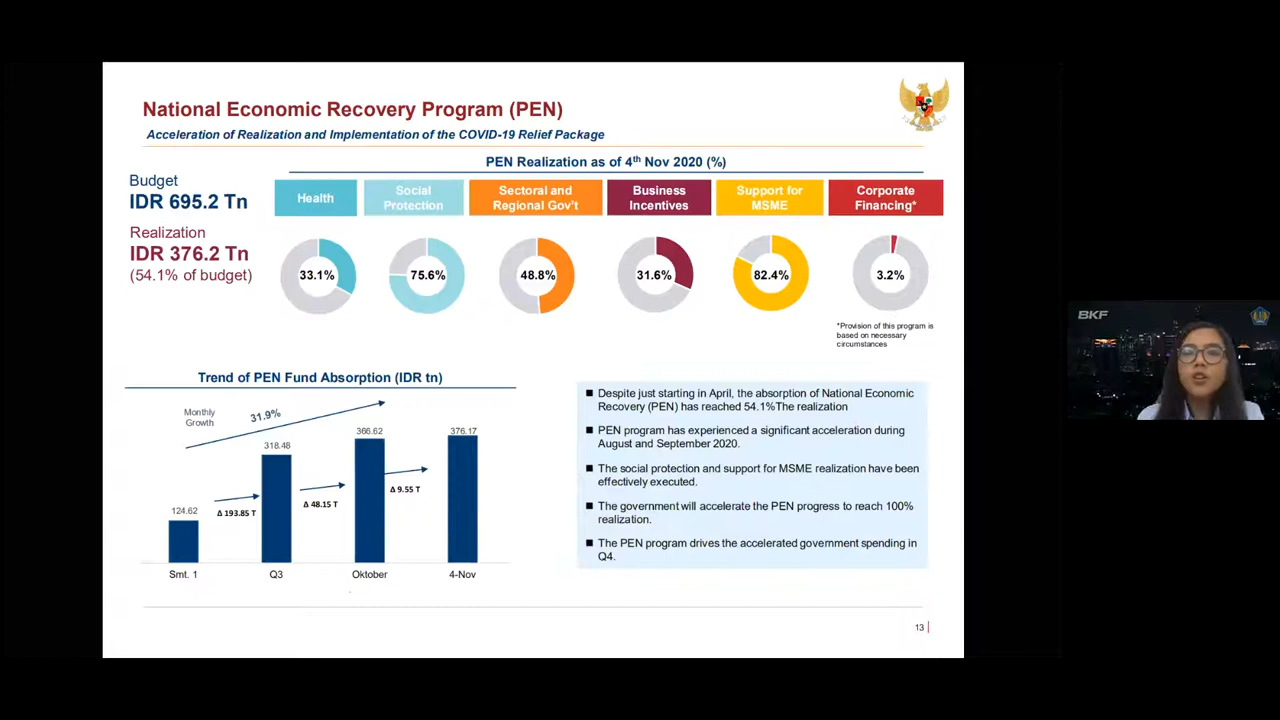 National Economic Recovery Program (PEN)
Acceleration of Realization and Implementation of the COVID-19 Relief Package
PEN Realization as of 4th Nov 2020 (%)
Budget
IDR 695.2 Tn
Realization
IDR 376.2 Tn
(54.1% of budget)
Health
Social
Protection
Sectoral and
Regional Gov't
Business
Incentives
Support for
MSME
Corporate
Financing*
33.1%
75.6%
48.8%
31.6%
82.4%
3.2%
*Provision of this program is
based on necessary
circumstances
BKF
Trend of PEN Fund Absorption (IDR tn)
Monthly
Growth
31.9%
124.62
318.48
366.62
376.17
Δ 193.85 T
Δ 48.15 T
Δ 9.55 T
Smt. 1
Q3
Oktober
4-Nov
■ Despite just starting in April, the absorption of National Economic
Recovery (PEN) has reached 54.1%The realization
■ PEN program has experienced a significant acceleration during
August and September 2020.
■ The social protection and support for MSME realization have been
effectively executed.
■ The government will accelerate the PEN progress to reach 100%
realization.
■ The PEN program drives the accelerated government spending in
Q4.
13